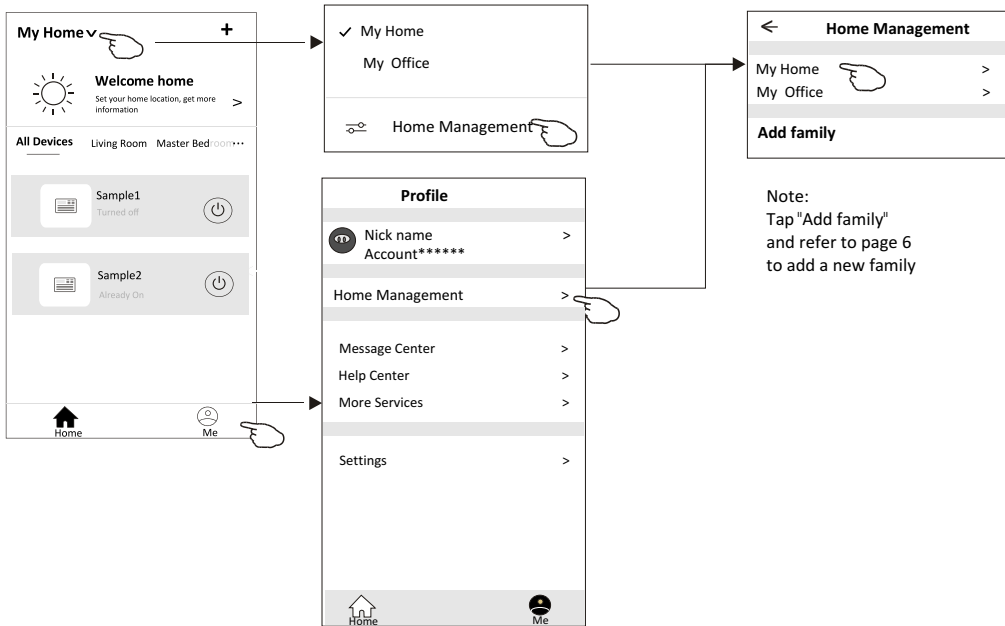 My Home
+
Welcome home
Set your home location, get more
information
>
All Devices Living Room Master Bedroom...
Sample1
Turned off
Sample2
Already On
Home
Me
✓ My Home
My Office
Home Management
Profile
Nick name >
Account******
Home Management >
Message Center >
Help Center >
More Services >
Settings >
Home
Me
Home Management
My Home >
My Office >
Add family
Note:
Tap "Add family"
and refer to page 6
to add a new family